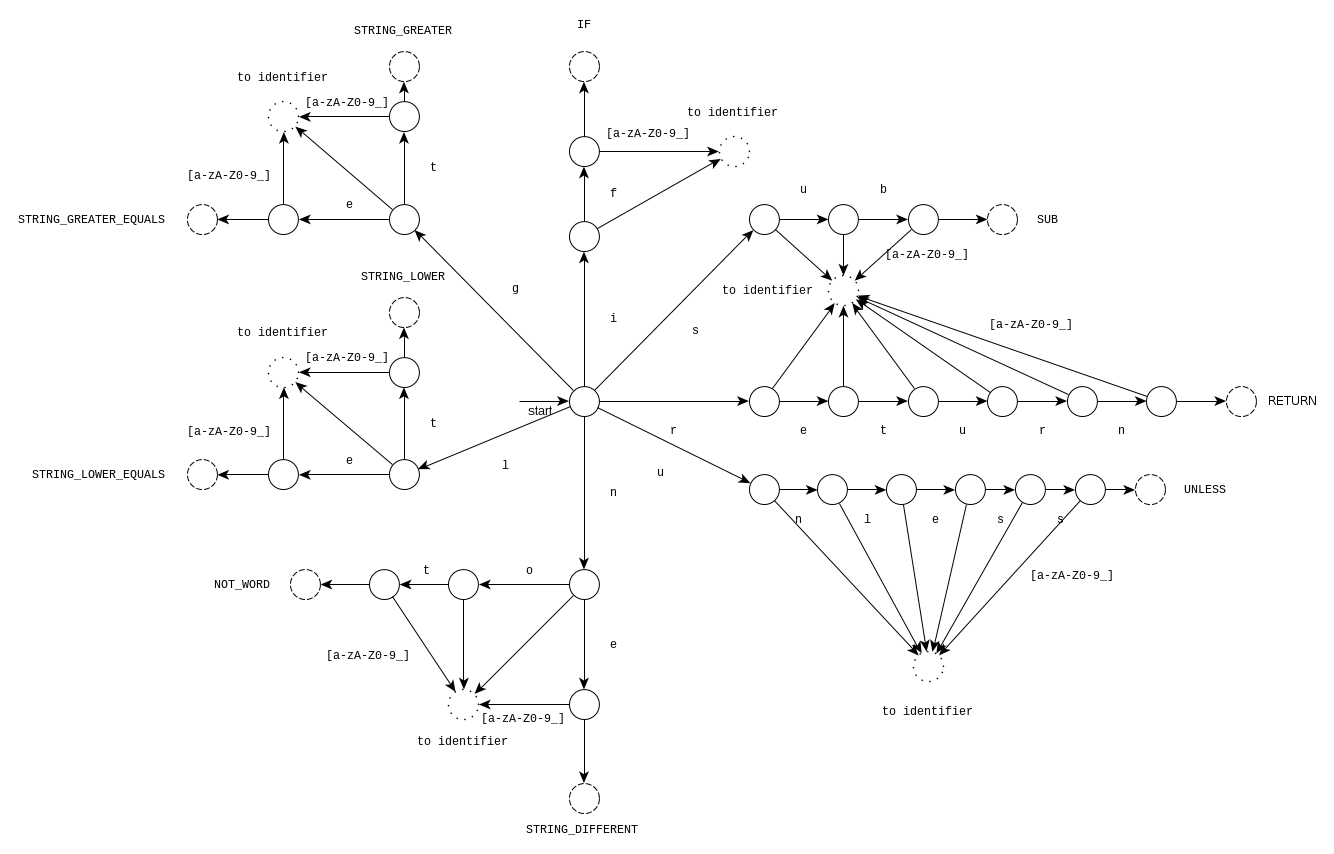 IF
STRING_GREATER
to identifier
[a-zA-Z0-9_]
to identifier
[a-zA-Z0-9_]
t
[a-zA-Z0-9_]
f
e
u
b
STRING_GREATER_EQUALS
SUB
[a-zA-Z0-9_]
STRING_LOWER
g
to identifier
i
s
[a-zA-Z0-9_]
to identifier
[a-zA-Z0-9_]
start
RETURN
t
[a-zA-Z0-9_]
r
e
t
u
r
n
e
l
u
STRING_LOWER_EQUALS
n
UNLESS
n
l
e
s
s
t
o
NOT_WORD
[a-zA-Z0-9_]
e
[a-zA-Z0-9_]
[a-zA-Z0-9_]
to identifier
to identifier
STRING_DIFFERENT